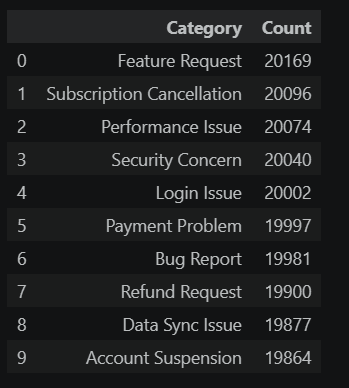 Category Count
0 Feature Request 20169
1 Subscription Cancellation 20096
2 Performance Issue 20074
3 Security Concern 20040
4 Login Issue 20002
5 Payment Problem 19997
6 Bug Report 19981
7 Refund Request 19900
8 Data Sync Issue 19877
9 Account Suspension 19864